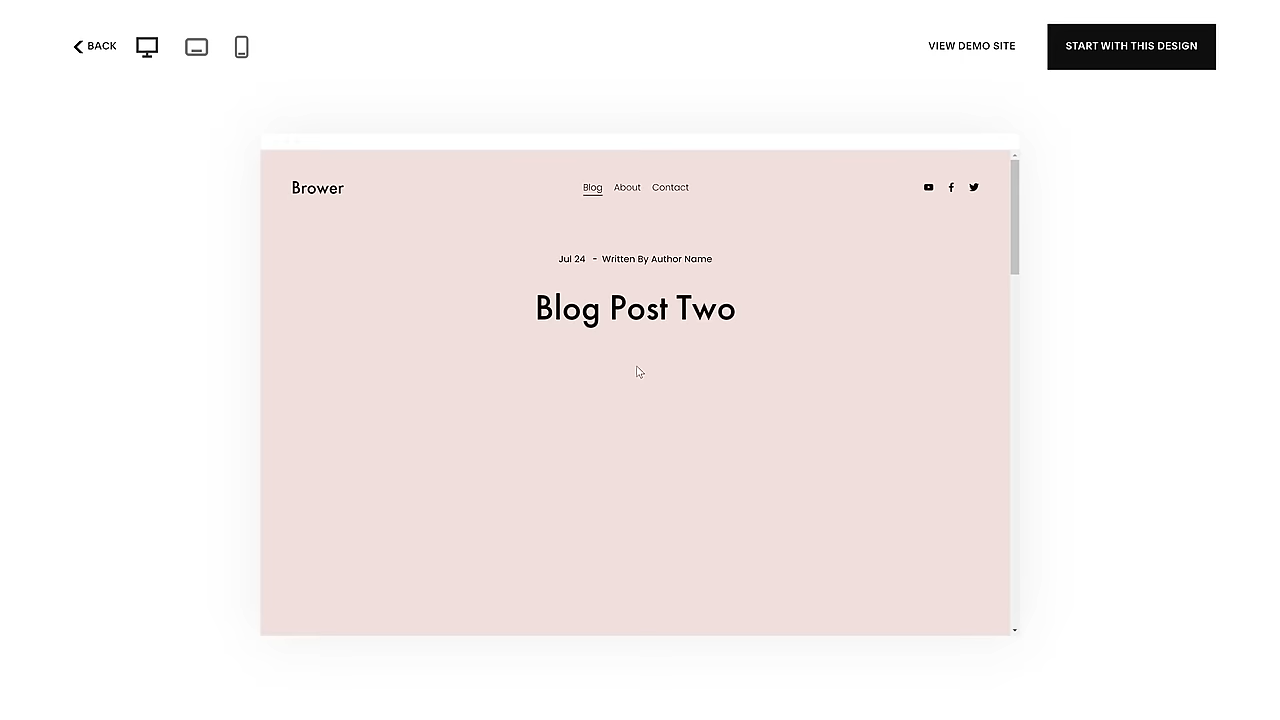 BACK
VIEW DEMO SITE
START WITH THIS DESIGN
Brower
Blog About Contact
Jul 24 - Written By Author Name
Blog Post Two